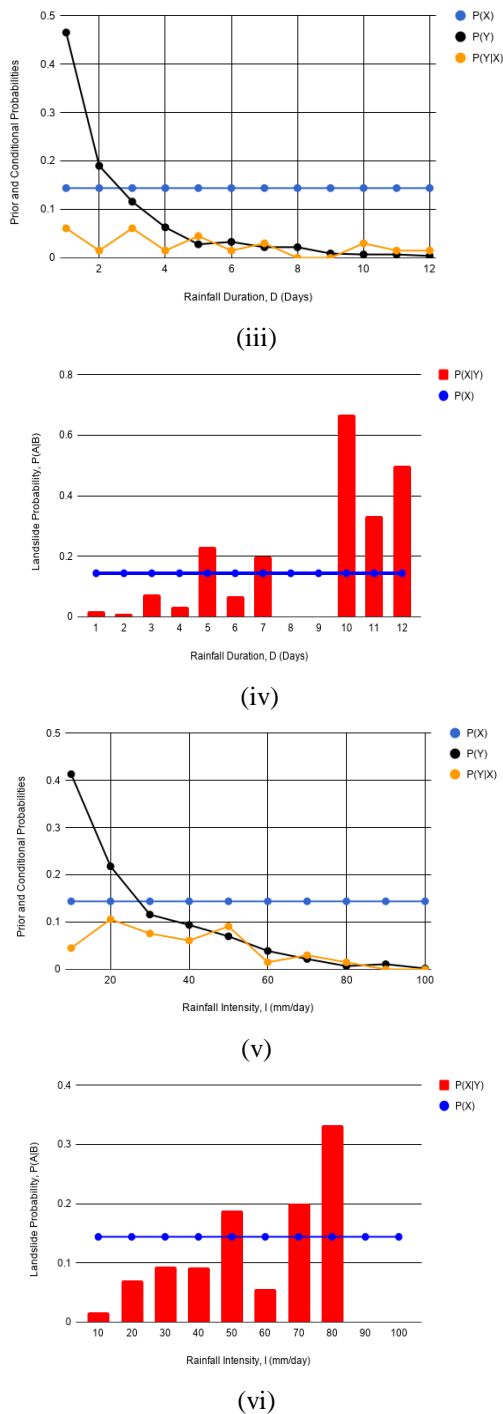 0.5
0.4
0.3
0.2
0.1
0
2
4
6
8
10
12
Prior and Conditional Probabilities
Rainfall Duration, D (Days)
P(X)
P(Y)
P(Y|X)
(iii)
0.8
0.6
0.4
0.2
0
1 2 3 4 5 6 7 8 9 10 11 12
Landslide Probability, P(A|B)
Rainfall Duration, D (Days)
P(X|Y)
P(X)
(iv)
0.5
0.4
0.3
0.2
0.1
0
20
40
60
80
100
Prior and Conditional Probabilities
Rainfall Intensity, I (mm/day)
P(X)
P(Y)
P(Y|X)
(v)
0.4
0.3
0.2
0.1
0
10 20 30 40 50 60 70 80 90 100
Landslide Probability, P(A|B)
Rainfall Intensity, I (mm/day)
P(X|Y)
P(X)
(vi)